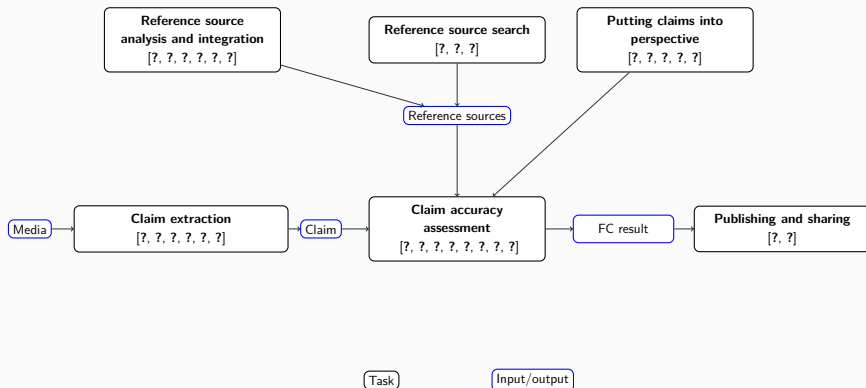 Reference source
analysis and integration
[?, ?, ?, ?, ?, ?]
Reference source search
[?, ?, ?]
Putting claims into
perspective
[?, ?, ?, ?, ?]
Reference sources
Media
Claim extraction
[?, ?, ?, ?, ?, ?]
Claim
Claim accuracy
assessment
[?, ?, ?, ?, ?, ?, ?, ?]
FC result
Publishing and sharing
[?, ?]
Task
Input/output